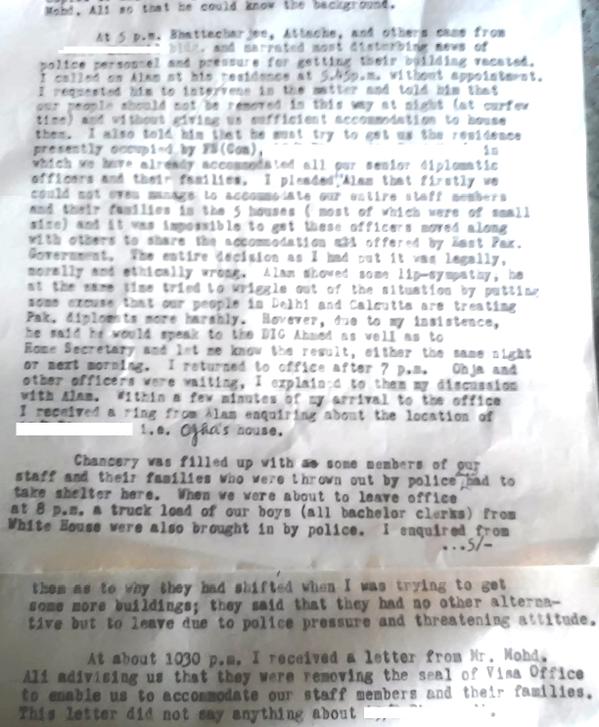 Mohd. Ali so that he could know the background.
At 5 p.m. Bhattacharjee, Attache, and others came from
bldg. and narrated most disturbing news of
police personnel and pressure for getting their building vacated.
I called on Alam at his residence at 5.45p.m. without appointment.
I requested him to intervene in the matter and told him that
our people should not be removed in this way at night (at curfew
time) and without giving us sufficient accommodation to house
them. I also told him that he must try to get us the residence
presently occupied by FS(Com), in
which we have already accommodated all our senior diplomatic
officers and their families. I pleaded Alam that firstly we
could not even manage to accommodate our entire staff members
and their families in the 5 houses ( most of which were of small
size) and it was impossible to get these officers moved along
with others to share the accommodation offered by East Pak.
Government. The entire decision as I had put it was legally,
morally and ethically wrong. Alam showed some lip-sympathy, he
at the same time tried to wriggle out of the situation by putting
some excuse that our people in Delhi and Calcutta are treating
Pak. diplomats more harshly. However, due to my insistence,
he said he would speak to the DIG Ahmed as well as to
Home Secretary and let me know the result, either the same night
or next morning. I returned to office after 7 p.m. Ohja and
other officers were waiting, I explained to them my discussion
with Alam. Within a few minutes of my arrival to the office
I received a ring from Alam enquiring about the location of
i.e. Ojha's house.
Chancery was filled up with some members of our
staff and their families who were thrown out by police had to
take shelter here. When we were about to leave office
at 8 p.m. a truck load of our boys (all bachelor clerks) from
White House were also brought in by police. I enquired from
...5/-
them as to why they had shifted when I was trying to get
some more buildings; they said that they had no other alterna-
tive but to leave due to police pressure and threatening attitude.
At about 1030 p.m. I received a letter from Mr. Mohd.
Ali adivising us that they were removing the seal of Visa Office
to enable us to accommodate our staff members and their families.
This letter did not say anything about .